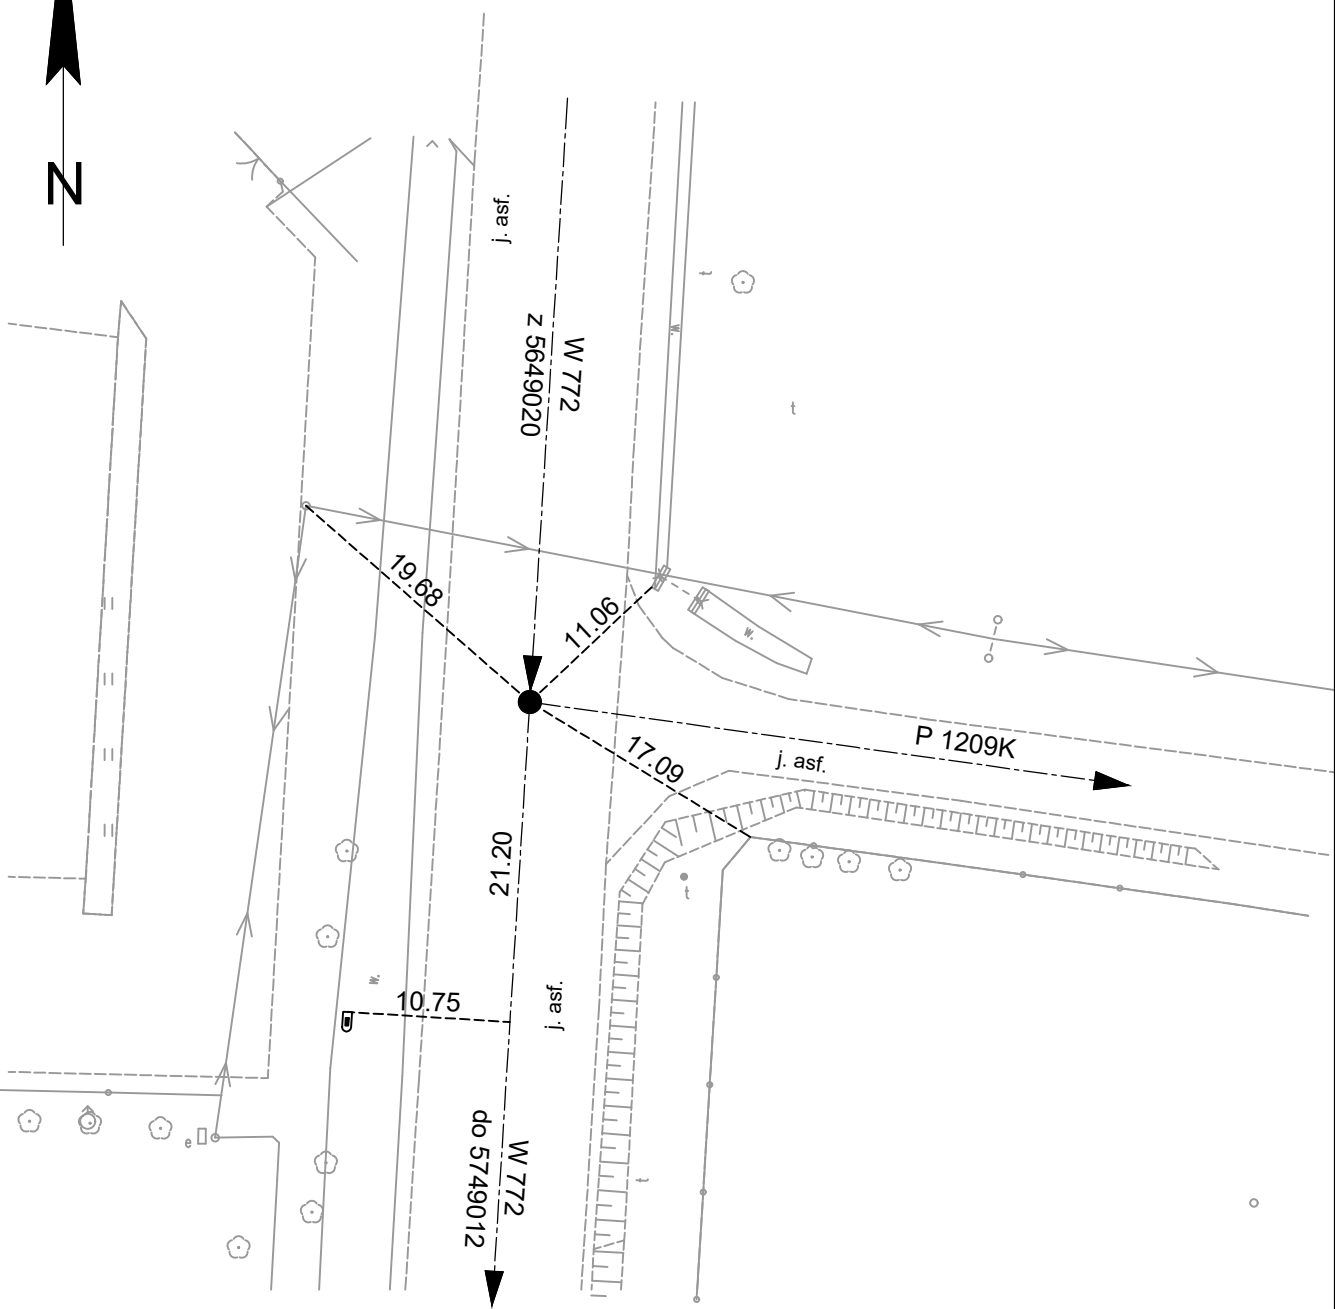 N
j. asf.
t
w.
W 772
z 5649020
t
19.68
11.06
w.
P 1209K
17.09
j. asf.
21.20
t
w.
10.75
j. asf.
e
W 772
do 5749012
t